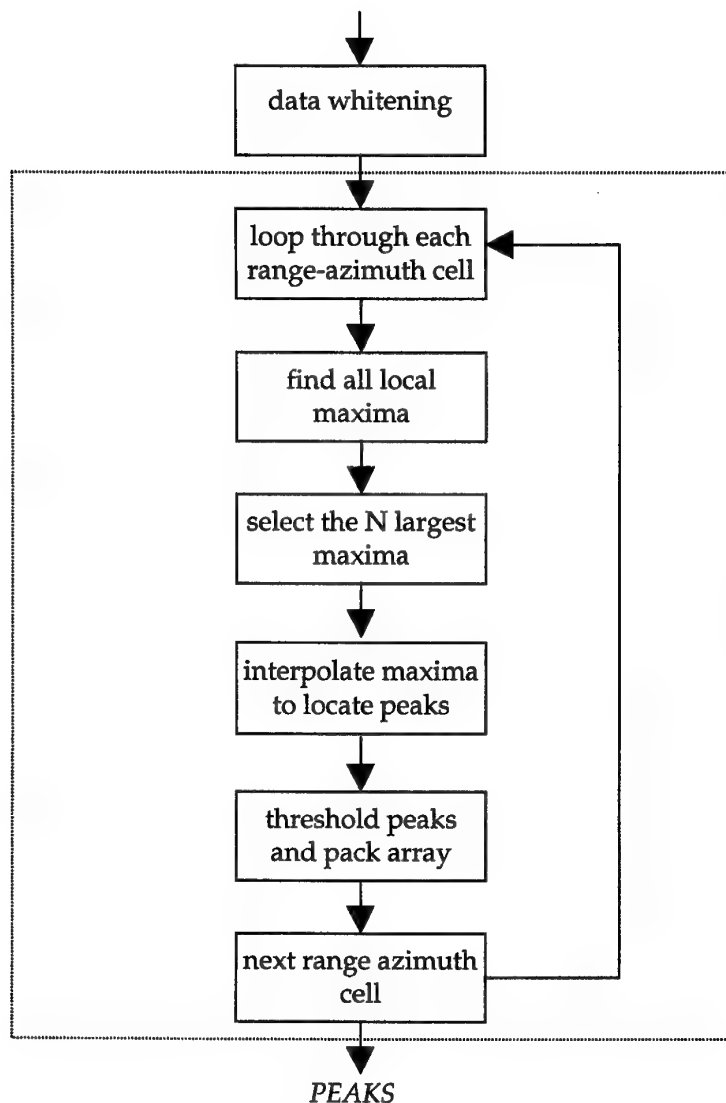 data whitening
loop through each
range-azimuth cell
find all local
maxima
select the N largest
maxima
interpolate maxima
to locate peaks
threshold peaks
and pack array
next range azimuth
cell
PEAKS